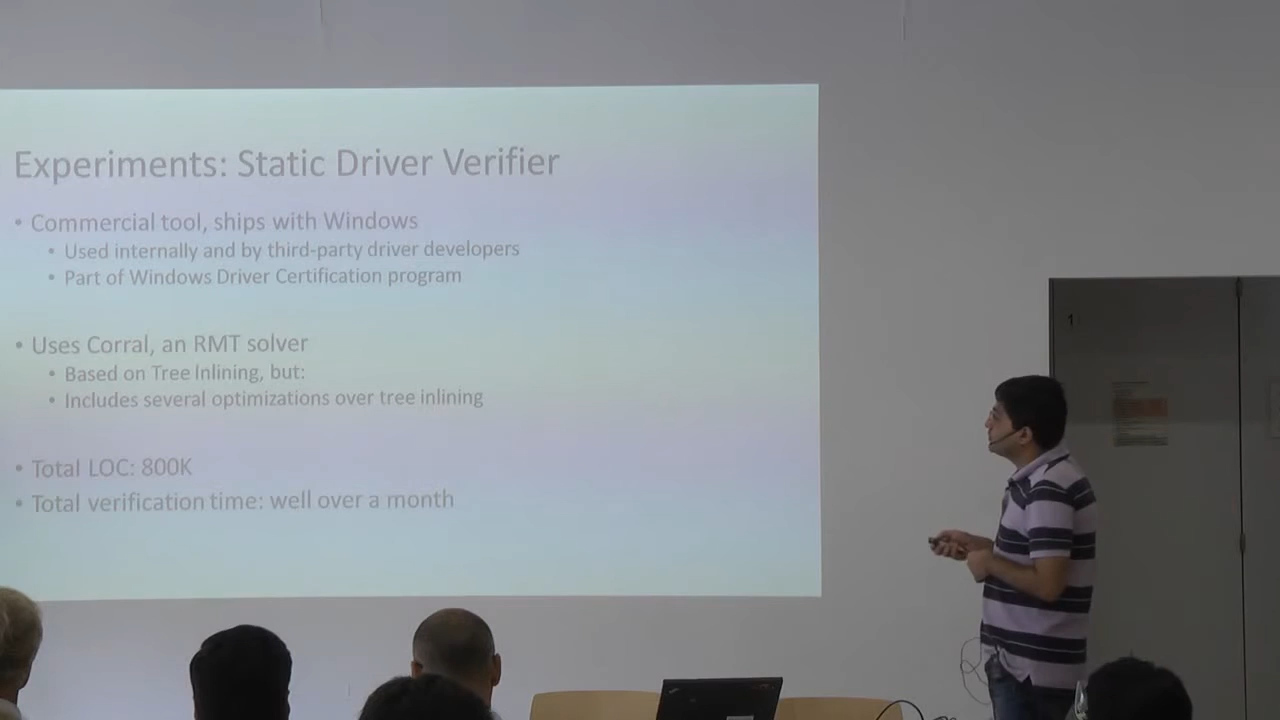 Experiments: Static Driver Verifier
• Commercial tool, ships with Windows
• Used internally and by third-party driver developers
• Part of Windows Driver Certification program
• Uses Corral, an RMT solver
• Based on Tree Inlining, but:
• Includes several optimizations over tree inlining
• Total LOC: 800K
• Total verification time: well over a month
1